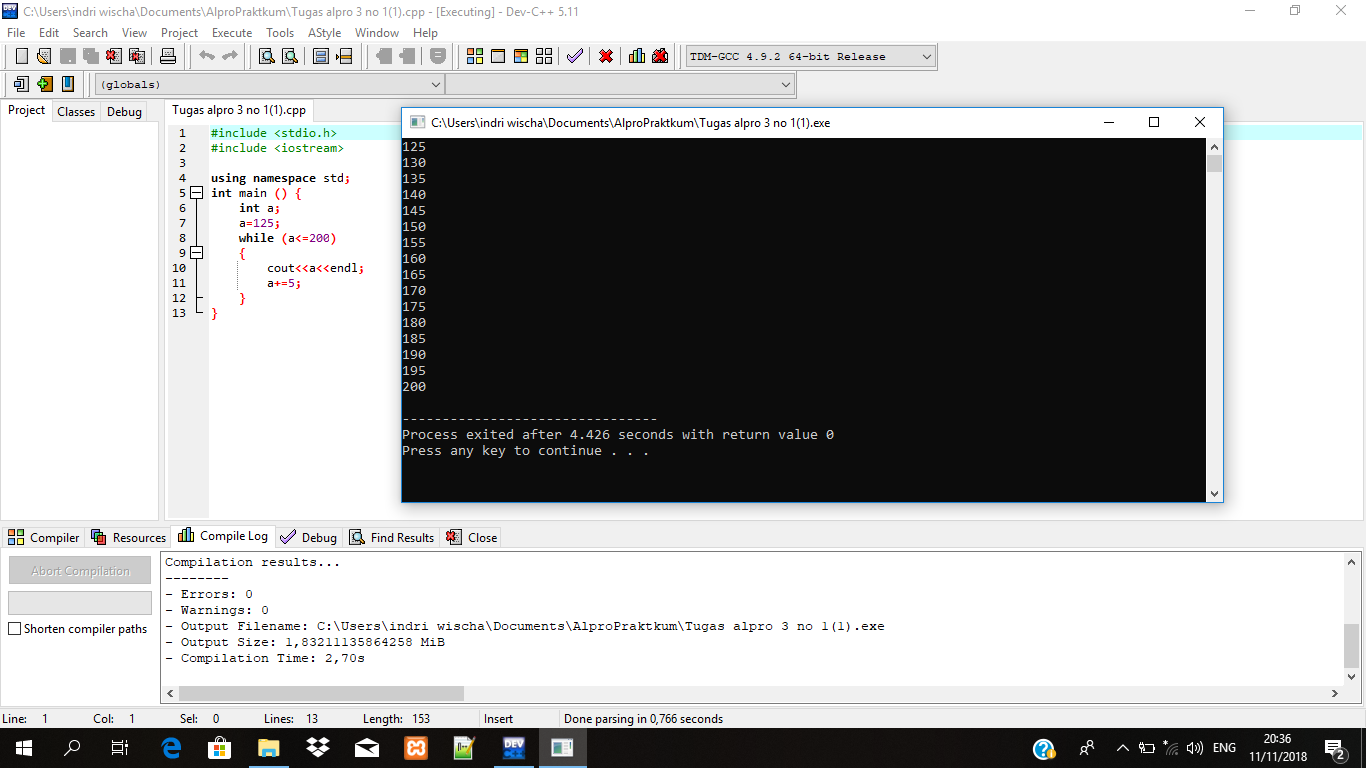 C:\Users\indri wischa\Documents\AlproPraktkum\Tugas alpro 3 no 1(1).cpp - [Executing] - Dev-C++ 5.11
File Edit Search View Project Execute Tools AStyle Window Help
TDM-GCC 4.9.2 64-bit Release
(globals)
Project Classes Debug
Tugas alpro 3 no 1(1).cpp
1 #include <stdio.h>
2 #include <iostream>
3
4 using namespace std;
5 int main () {
6 int a;
7 a=125;
8 while (a<=200)
9 {
10 cout<<a<<endl;
11 a+=5;
12 }
13 }
C:\Users\indri wischa\Documents\AlproPraktkum\Tugas alpro 3 no 1(1).exe
125
130
135
140
145
150
155
160
165
170
175
180
185
190
195
200
--------------------------------
Process exited after 4.426 seconds with return value 0
Press any key to continue . . .
Compiler Resources Compile Log Debug Find Results Close
Abort Compilation
Shorten compiler paths
Compilation results...
--------
- Errors: 0
- Warnings: 0
- Output Filename: C:\Users\indri wischa\Documents\AlproPraktkum\Tugas alpro 3 no 1(1).exe
- Output Size: 1,83211135864258 MiB
- Compilation Time: 2,70s
Line: 1 Col: 1 Sel: 0 Lines: 13 Length: 153 Insert Done parsing in 0,766 seconds
DEV
ENG
20:36
11/11/2018
2